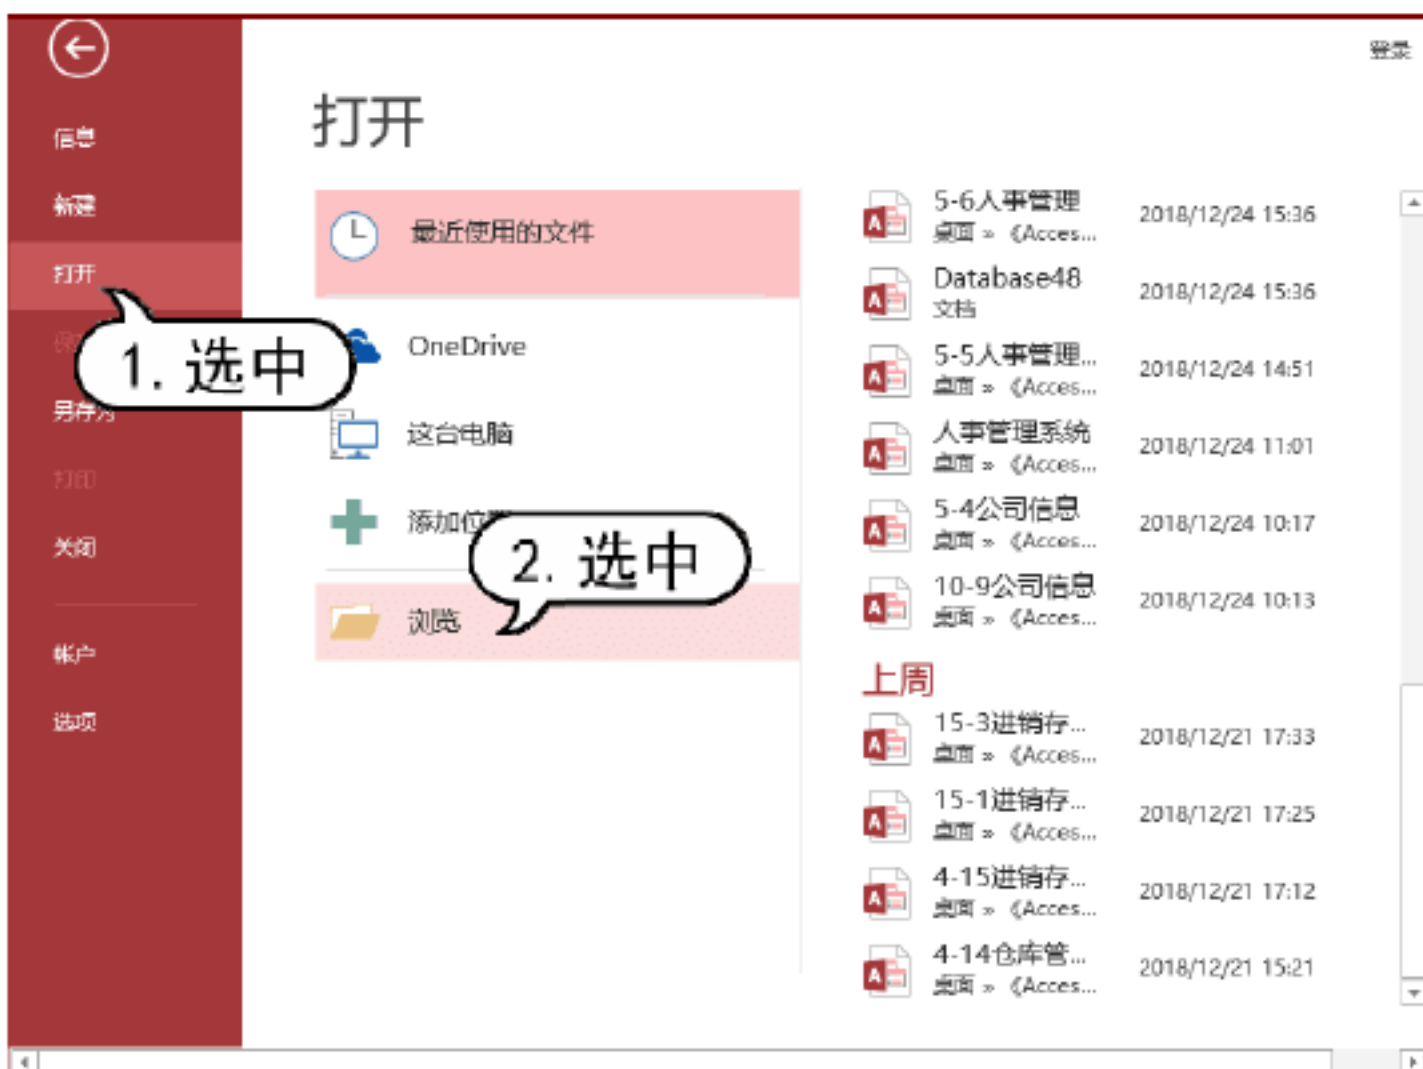 登录
打开
信息
新建
打开
另存为
打印
关闭
帐户
选项
1. 选中
最近使用的文件
OneDrive
这台电脑
添加位
2. 选中
浏览
5-6人事管理
桌面 » 《Acces...
2018/12/24 15:36
Database48
文档
2018/12/24 15:36
5-5人事管理...
桌面 » 《Acces...
2018/12/24 14:51
人事管理系统
桌面 » 《Acces...
2018/12/24 11:01
5-4公司信息
桌面 » 《Acces...
2018/12/24 10:17
10-9公司信息
桌面 » 《Acces...
2018/12/24 10:13
上周
15-3进销存...
桌面 » 《Acces...
2018/12/21 17:33
15-1进销存...
桌面 » 《Acces...
2018/12/21 17:25
4-15进销存...
桌面 » 《Acces...
2018/12/21 17:12
4-14仓库管...
桌面 » 《Acces...
2018/12/21 15:21